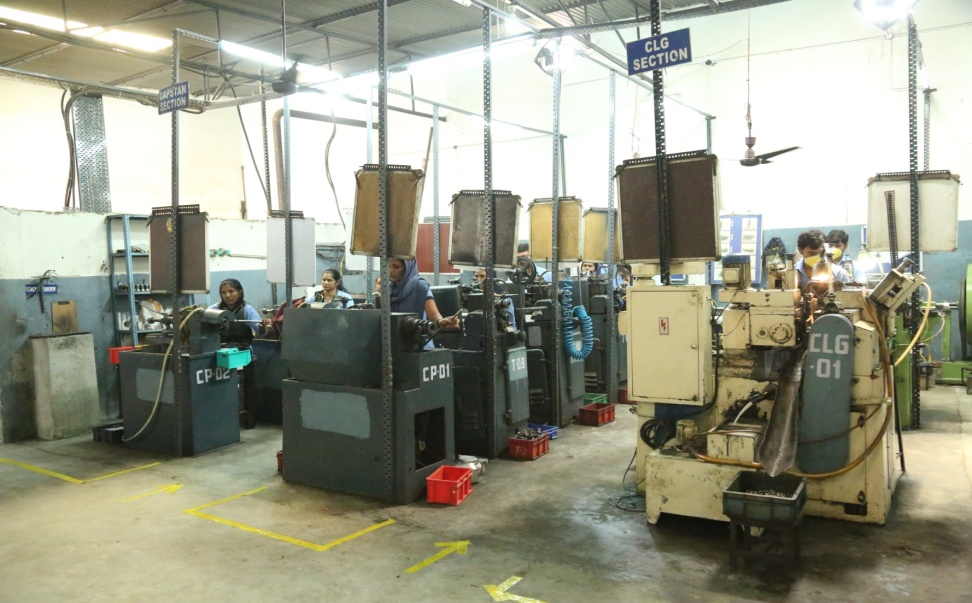 CAPSTAN
SECTION
CLG
SECTION
CP-02
CP-01
T-09
CLG
-01